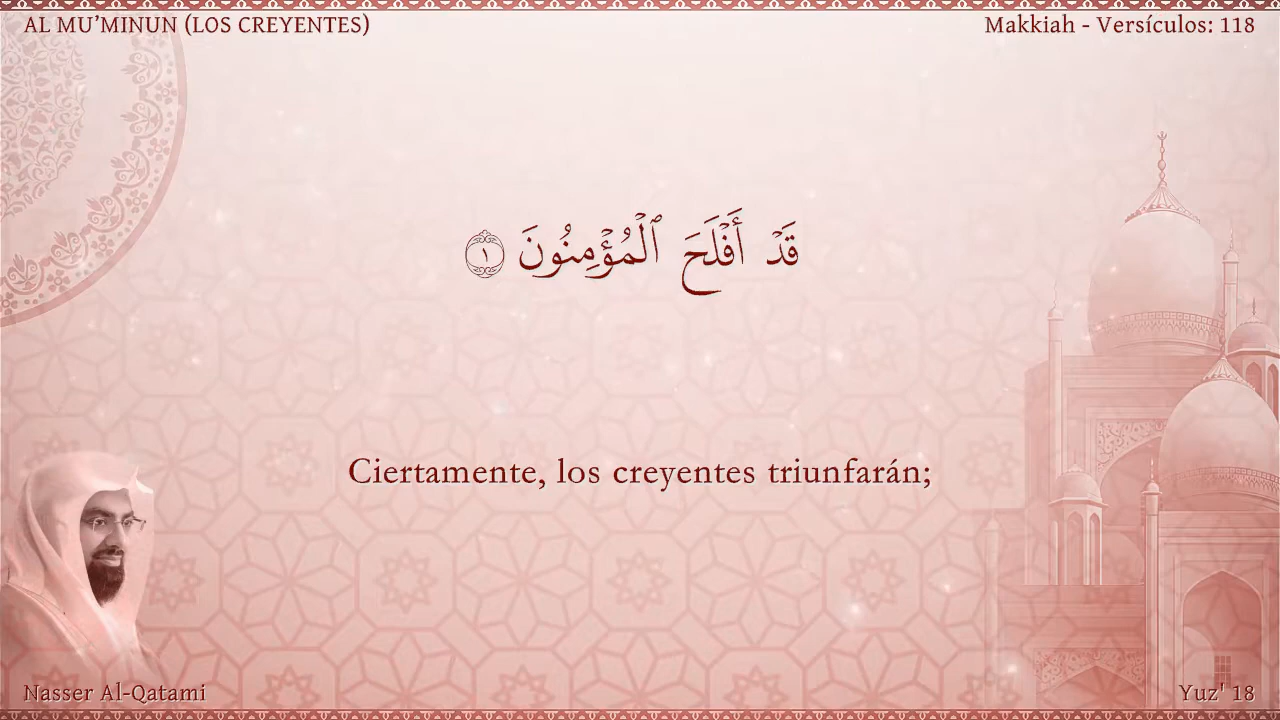 AL MU’MINUN (LOS CREYENTES)
Makkiah - Versículos: 118
قَدۡ أَفۡلَحَ ٱلۡمُؤۡمِنُونَ ١
Ciertamente, los creyentes triunfarán;
Nasser Al-Qatami
Yuz' 18